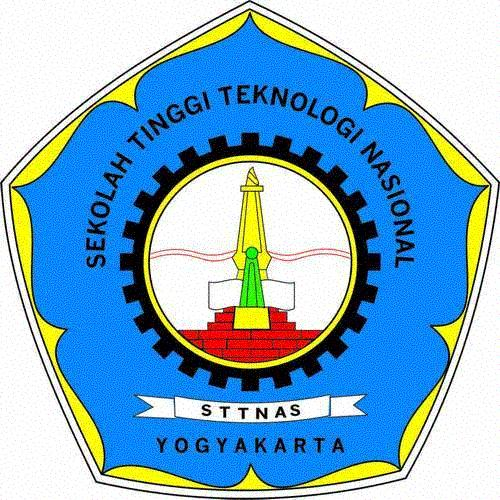 SEKOLAH TINGGI TEKNOLOGI NASIONAL
STTNAS
YOGYAKARTA